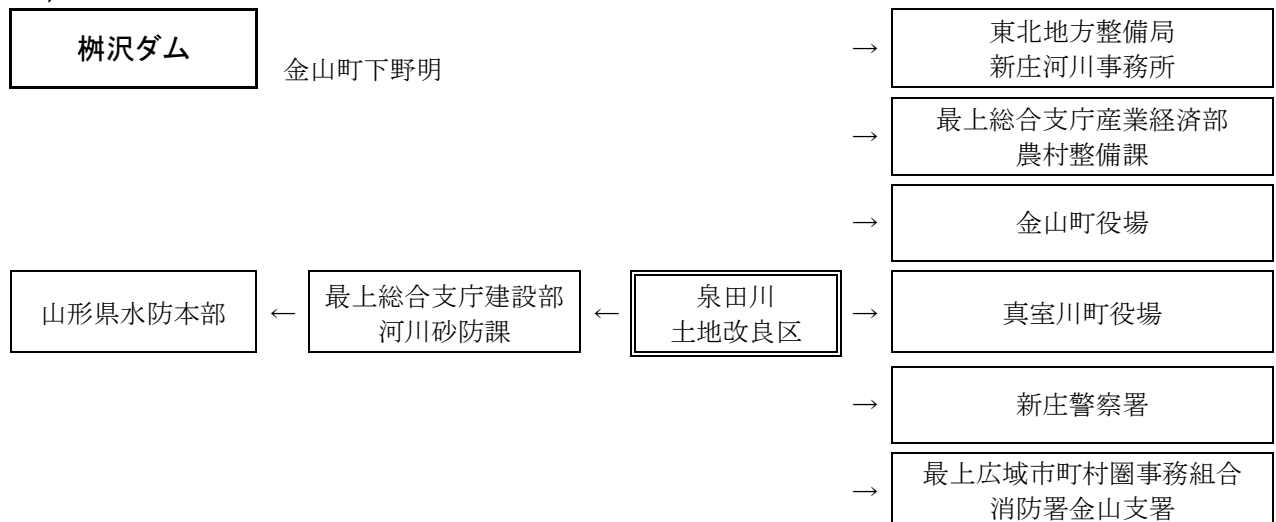 桝沢ダム
金山町下野明
→
東北地方整備局
新庄河川事務所
→
最上総合支庁産業経済部
農村整備課
→
金山町役場
山形県水防本部
←
最上総合支庁建設部
河川砂防課
←
泉田川
土地改良区
→
真室川町役場
→
新庄警察署
→
最上広域市町村圏事務組合
消防署金山支署